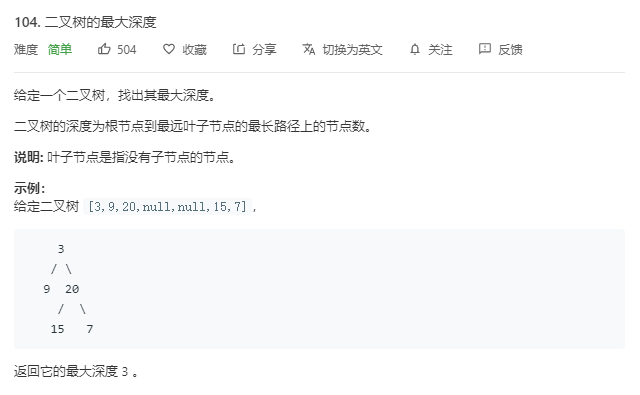 104. 二叉树的最大深度
难度 简单 504 收藏 分享 切换为英文 关注 反馈
给定一个二叉树，找出其最大深度。
二叉树的深度为根节点到最远叶子节点的最长路径上的节点数。
说明: 叶子节点是指没有子节点的节点。
示例：
给定二叉树 [3,9,20,null,null,15,7]，
3
/ \
9 20
/ \
15 7
返回它的最大深度 3 。